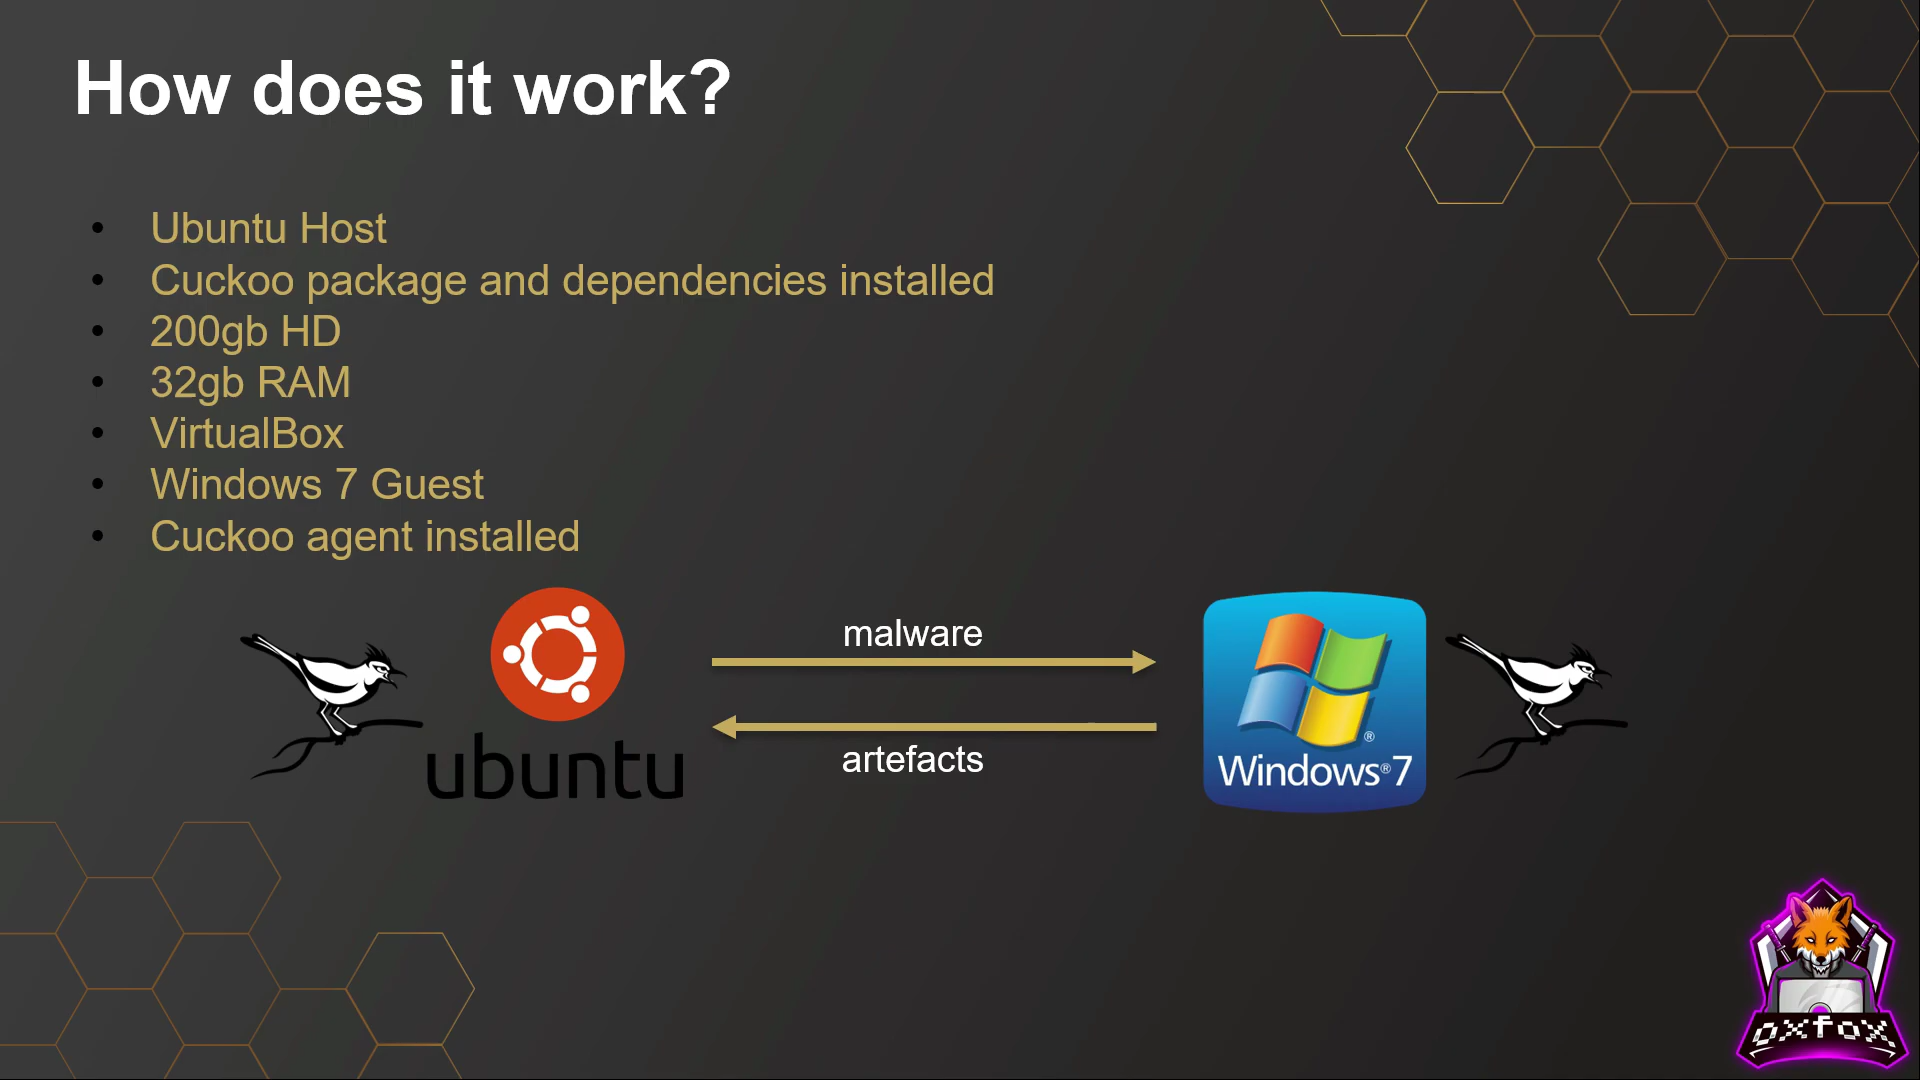 How does it work?
• Ubuntu Host
• Cuckoo package and dependencies installed
• 200gb HD
• 32gb RAM
• VirtualBox
• Windows 7 Guest
• Cuckoo agent installed
malware
ubuntu
artefacts
Windows®7
oxfox